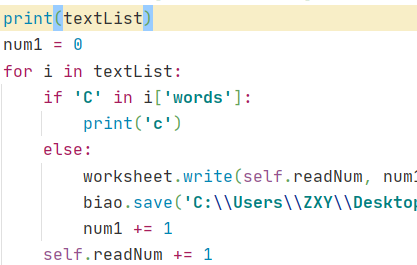 print(textList)
num1 = 0
for i in textList:
    if 'C' in i['words']:
        print('c')
    else:
        worksheet.write(self.readNum, num1
        biao.save('C:\\Users\\ZXY\\Desktop
        num1 += 1
    self.readNum += 1